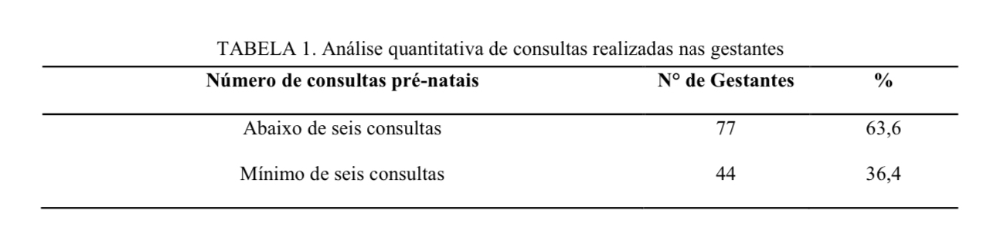 TABELA 1. Análise quantitativa de consultas realizadas nas gestantes
Número de consultas pré-natais N° de Gestantes %
Abaixo de seis consultas 77 63,6
Mínimo de seis consultas 44 36,4